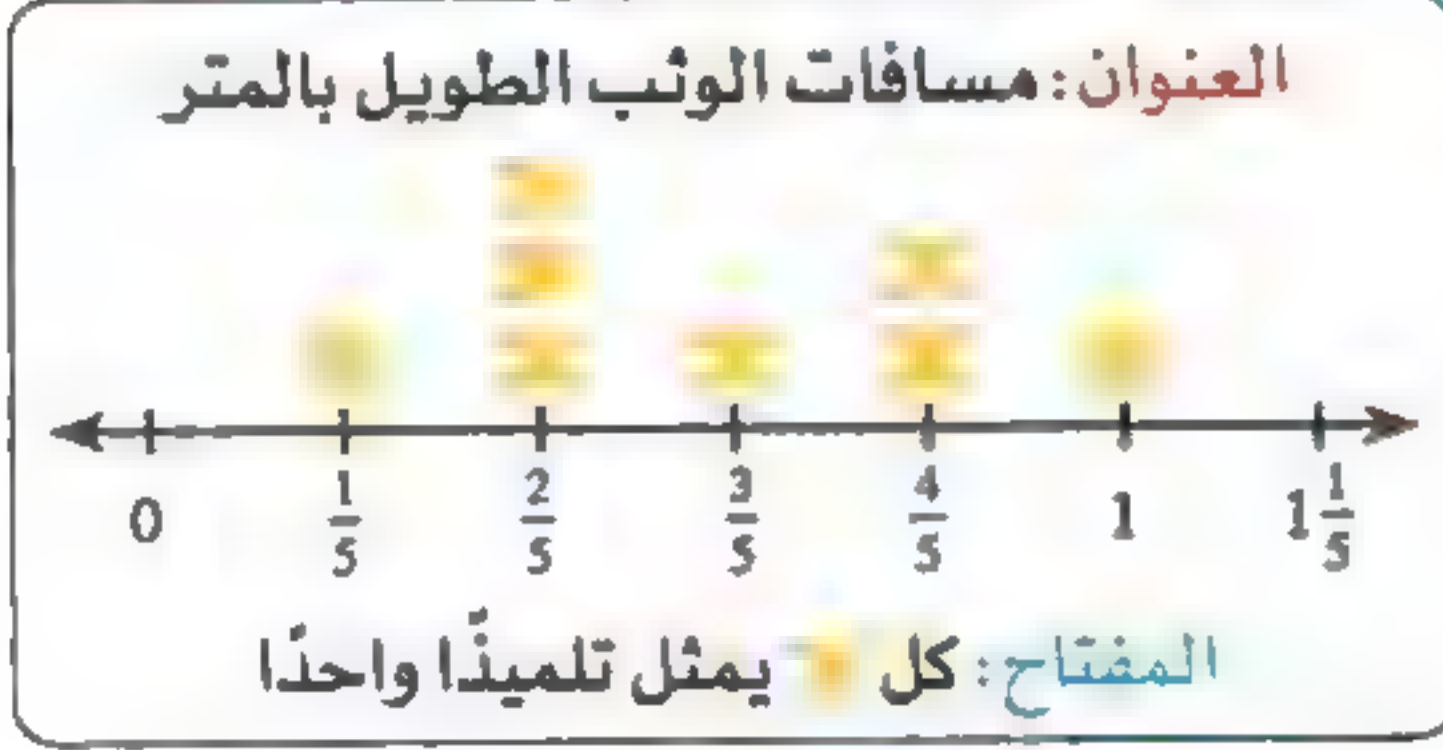 العنوان: مسافات الوثب الطويل بالمتر
0 1/5 2/5 3/5 4/5 1 1 1/5
المفتاح: كل يمثل تلميذًا واحدًا